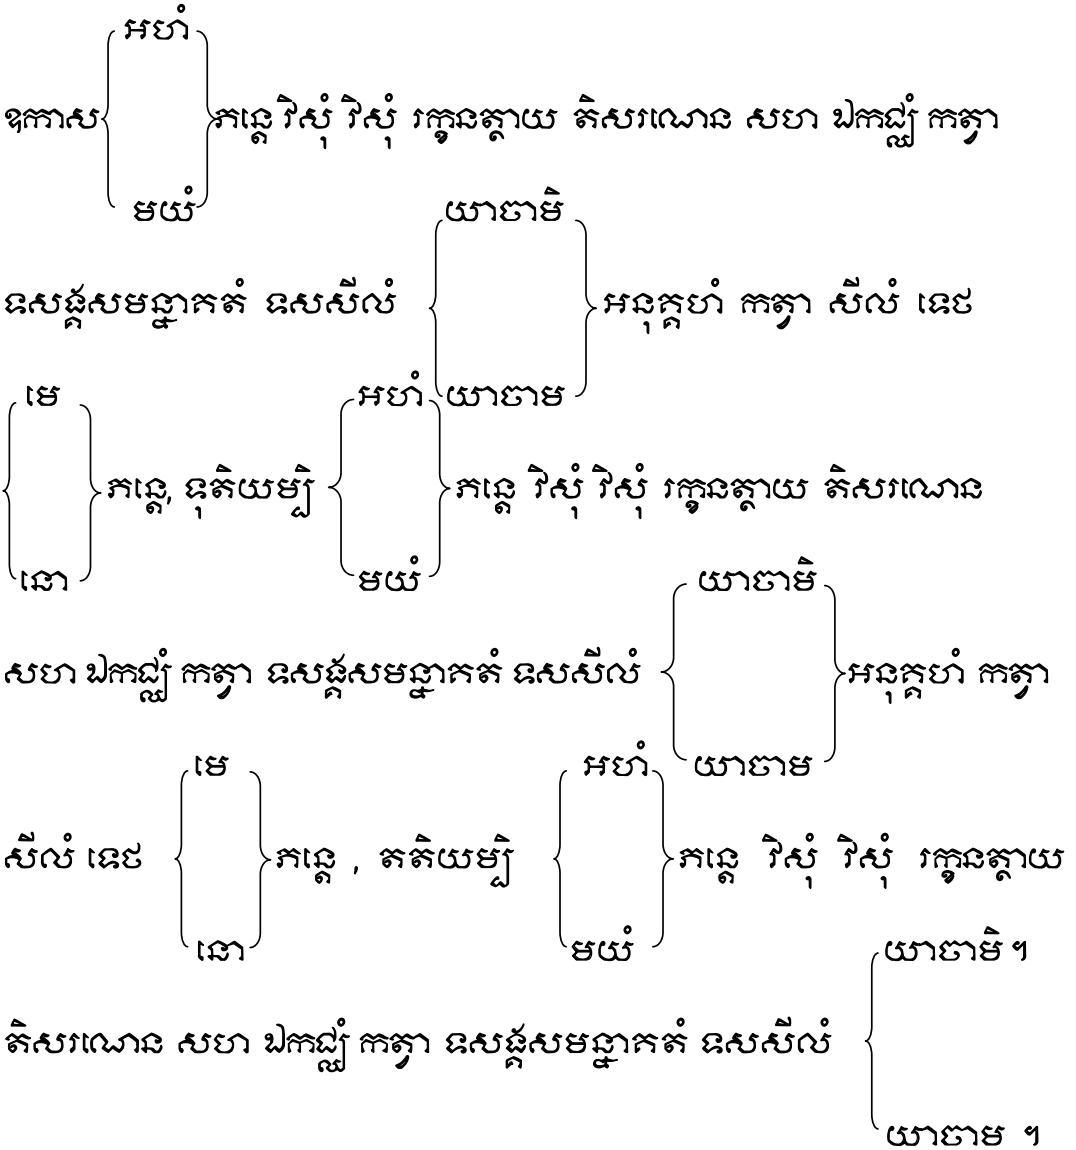 អហំ
ឧកាស ភន្តេ វិសុំ វិសុំ រក្ខនត្ថាយ តិសរណេន សហ ឯកជ្ឈំ កត្វា
មយំ យាចាមិ
ទសង្គសមន្នាគតំ ទសសីលំ អនុគ្គហំ កត្វា សីលំ ទេថ
មេ អហំ យាចាម
ភន្តេ, ទុតិយម្បិ ភន្តេ វិសុំ វិសុំ រក្ខនត្ថាយ តិសរណេន
នោ មយំ យាចាមិ
សហ ឯកជ្ឈំ កត្វា ទសង្គសមន្នាគតំ ទសសីលំ អនុគ្គហំ កត្វា
មេ អហំ យាចាម
សីលំ ទេថ ភន្តេ , តតិយម្បិ ភន្តេ វិសុំ វិសុំ រក្ខនត្ថាយ
នោ មយំ យាចាមិ ។
តិសរណេន សហ ឯកជ្ឈំ កត្វា ទសង្គសមន្នាគតំ ទសសីលំ
យាចាម ។